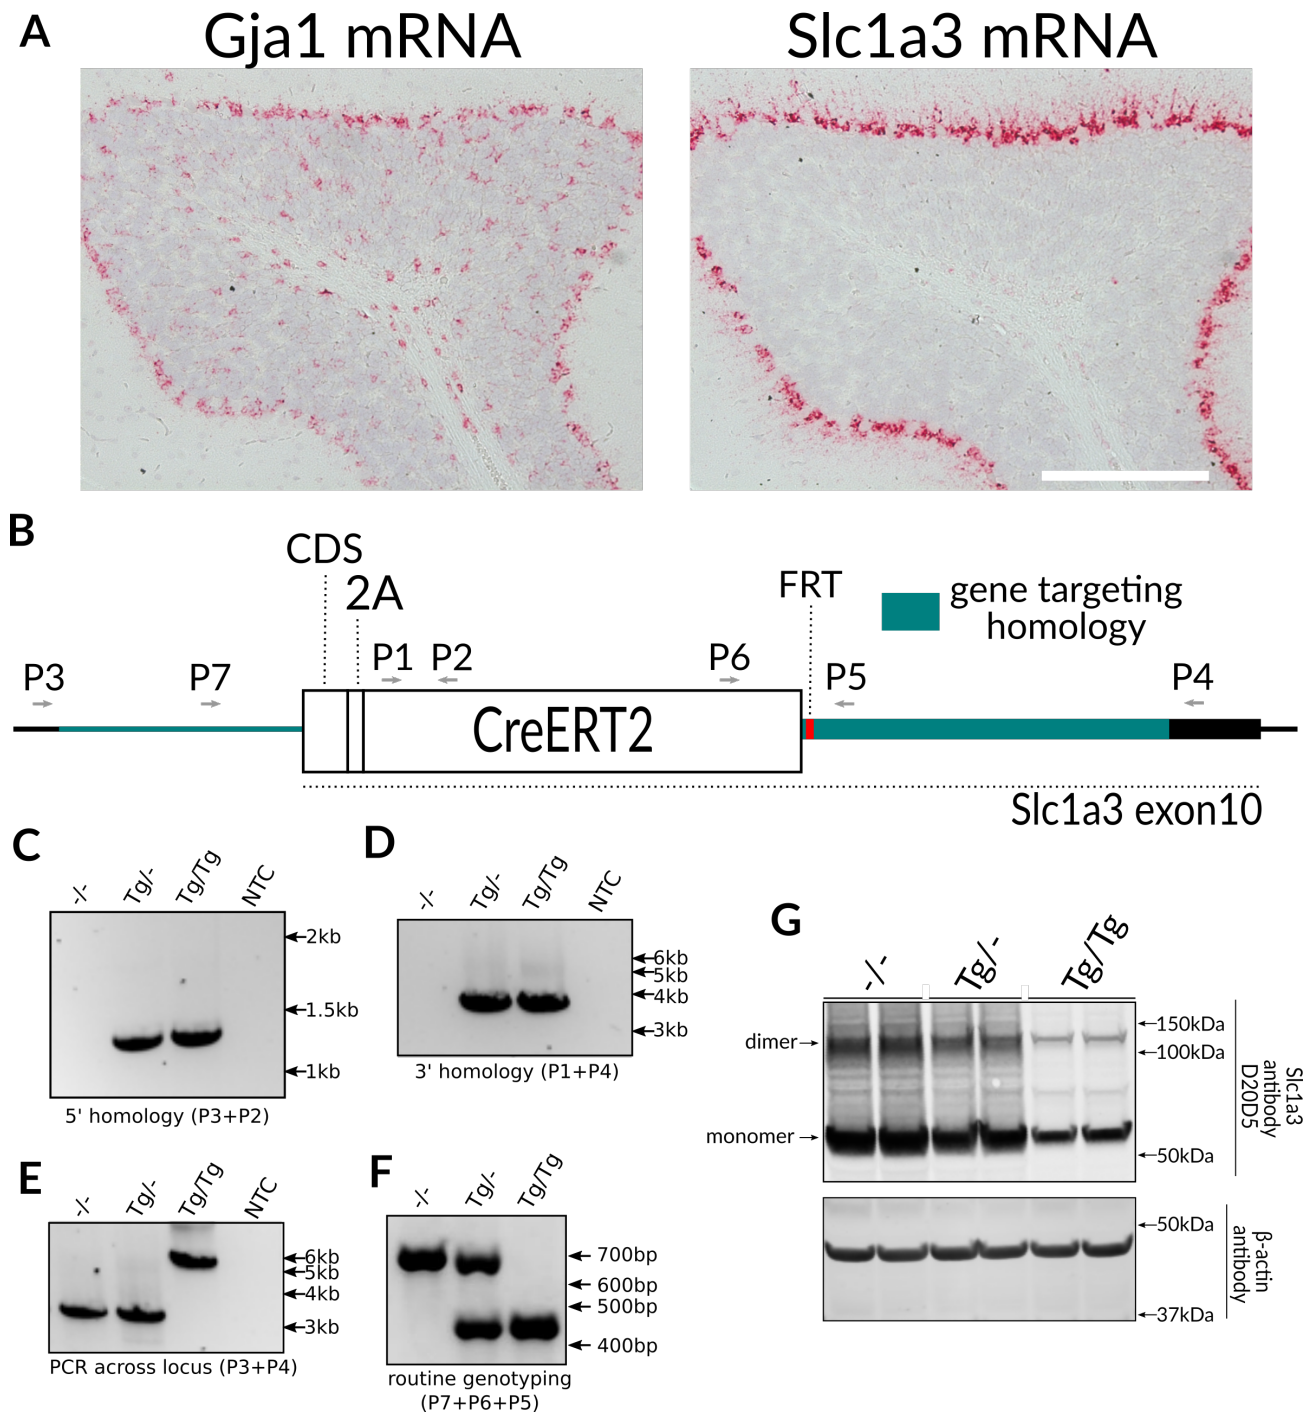 A
Gja1 mRNA
Slc1a3 mRNA
B
CDS
2A
FRT
gene targeting
homology
P3
P7
P1
P2
P6
P5
P4
CreERT2
Slc1a3 exon10
C
-/-
Tg/-
Tg/Tg
NTC
2kb
1.5kb
1kb
5' homology (P3+P2)
D
-/-
Tg/-
Tg/Tg
NTC
6kb
5kb
4kb
3kb
3' homology (P1+P4)
E
-/-
Tg/-
Tg/Tg
NTC
6kb
5kb
4kb
3kb
PCR across locus (P3+P4)
F
-/-
Tg/-
Tg/Tg
700bp
600bp
500bp
400bp
routine genotyping
(P7+P6+P5)
G
-/-
Tg/-
Tg/Tg
dimer
monomer
150kDa
100kDa
50kDa
Slc1a3
antibody
D20D5
50kDa
37kDa
β-actin
antibody